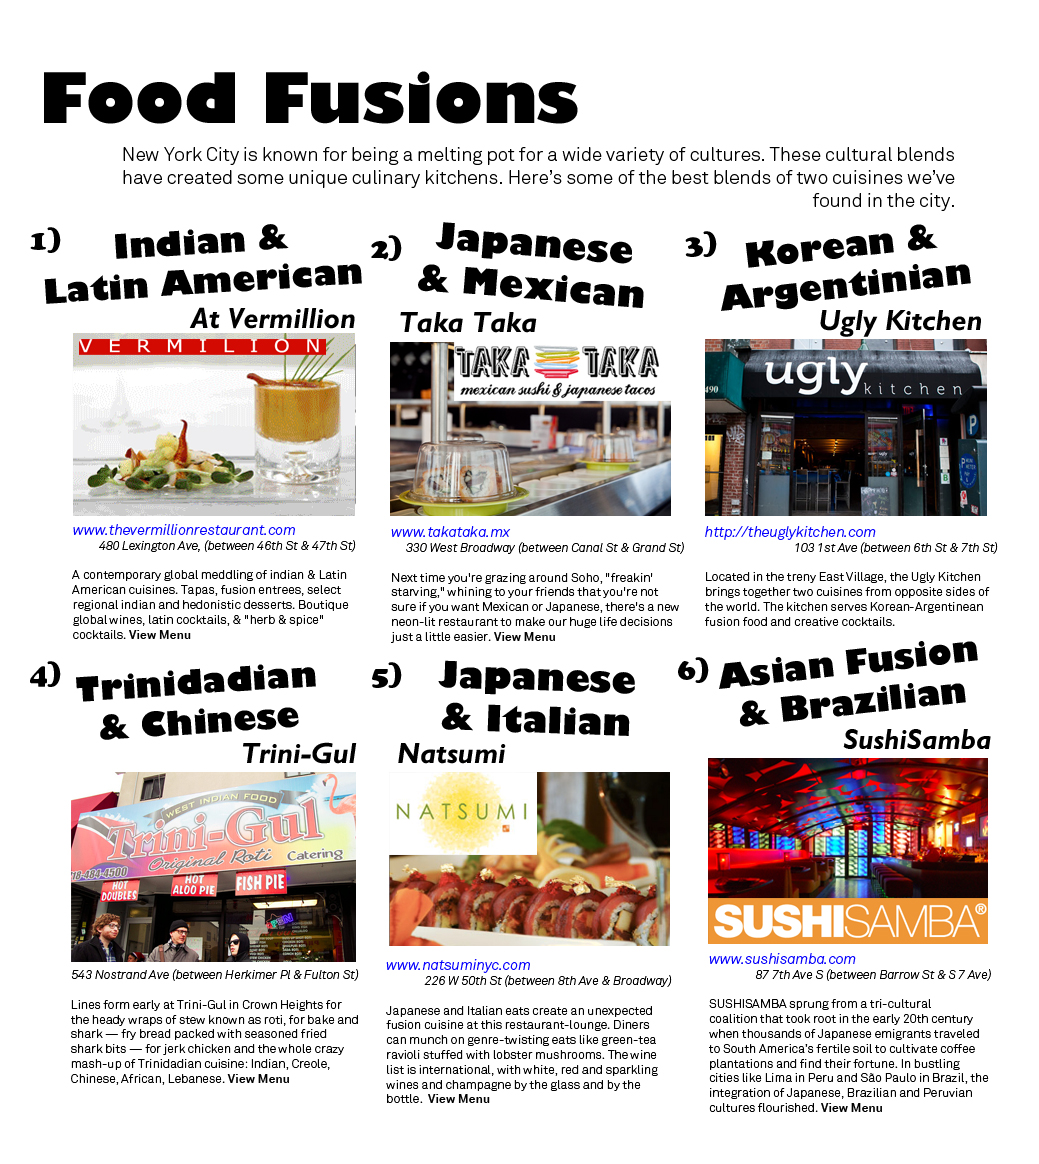 Food Fusions
New York City is known for being a melting pot for a wide variety of cultures. These cultural blends
have created some unique culinary kitchens. Here's some of the best blends of two cuisines we've
found in the city.
1)
Indian &
Latin American
At Vermillion
VERMILION
www.thevermillionrestaurant.com
480 Lexington Ave, (between 46th St & 47th St)
A contemporary global meddling of indian & Latin
American cuisines. Tapas, fusion entrees, select
regional indian and hedonistic desserts. Boutique
global wines, latin cocktails, & "herb & spice"
cocktails. View Menu
2)
Japanese
& Mexican
Taka Taka
TAKA TAKA
mexican sushi & japanese tacos
www.takataka.mx
330 West Broadway (between Canal St & Grand St)
Next time you're grazing around Soho, "freakin'
starving," whining to your friends that you're not
sure if you want Mexican or Japanese, there's a new
neon-lit restaurant to make our huge life decisions
just a little easier. View Menu
3)
Korean &
Argentinian
Ugly Kitchen
490
ugly
kitchen
http://theuglykitchen.com
103 1st Ave (between 6th St & 7th St)
Located in the treny East Village, the Ugly Kitchen
brings together two cuisines from opposite sides of
the world. The kitchen serves Korean-Argentinean
fusion food and creative cocktails.
4)
Trinidadian
& Chinese
Trini-Gul
WEST INDIAN FOOD
Trini-Gul
Original Roti
Catering
18-484-4500
HOT
DOUBLES
HOT
ALOO PIE
FISH PIE
543 Nostrand Ave (between Herkimer Pl & Fulton St)
Lines form early at Trini-Gul in Crown Heights for
the heady wraps of stew known as roti, for bake and
shark — fry bread packed with seasoned fried
shark bits — for jerk chicken and the whole crazy
mash-up of Trinidadian cuisine: Indian, Creole,
Chinese, African, Lebanese. View Menu
5)
Japanese
& Italian
Natsumi
NATSUMI
www.natsuminyc.com
226 W 50th St (between 8th Ave & Broadway)
Japanese and Italian eats create an unexpected
fusion cuisine at this restaurant-lounge. Diners
can munch on genre-twisting eats like green-tea
ravioli stuffed with lobster mushrooms. The wine
list is international, with white, red and sparkling
wines and champagne by the glass and by the
bottle. View Menu
6)
Asian Fusion
& Brazilian
SushiSamba
SUSHISAMBA®
www.sushisamba.com
87 7th Ave S (between Barrow St & S 7 Ave)
SUSHISAMBA sprung from a tri-cultural
coalition that took root in the early 20th century
when thousands of Japanese emigrants traveled
to South America's fertile soil to cultivate coffee
plantations and find their fortune. In bustling
cities like Lima in Peru and São Paulo in Brazil, the
integration of Japanese, Brazilian and Peruvian
cultures flourished. View Menu